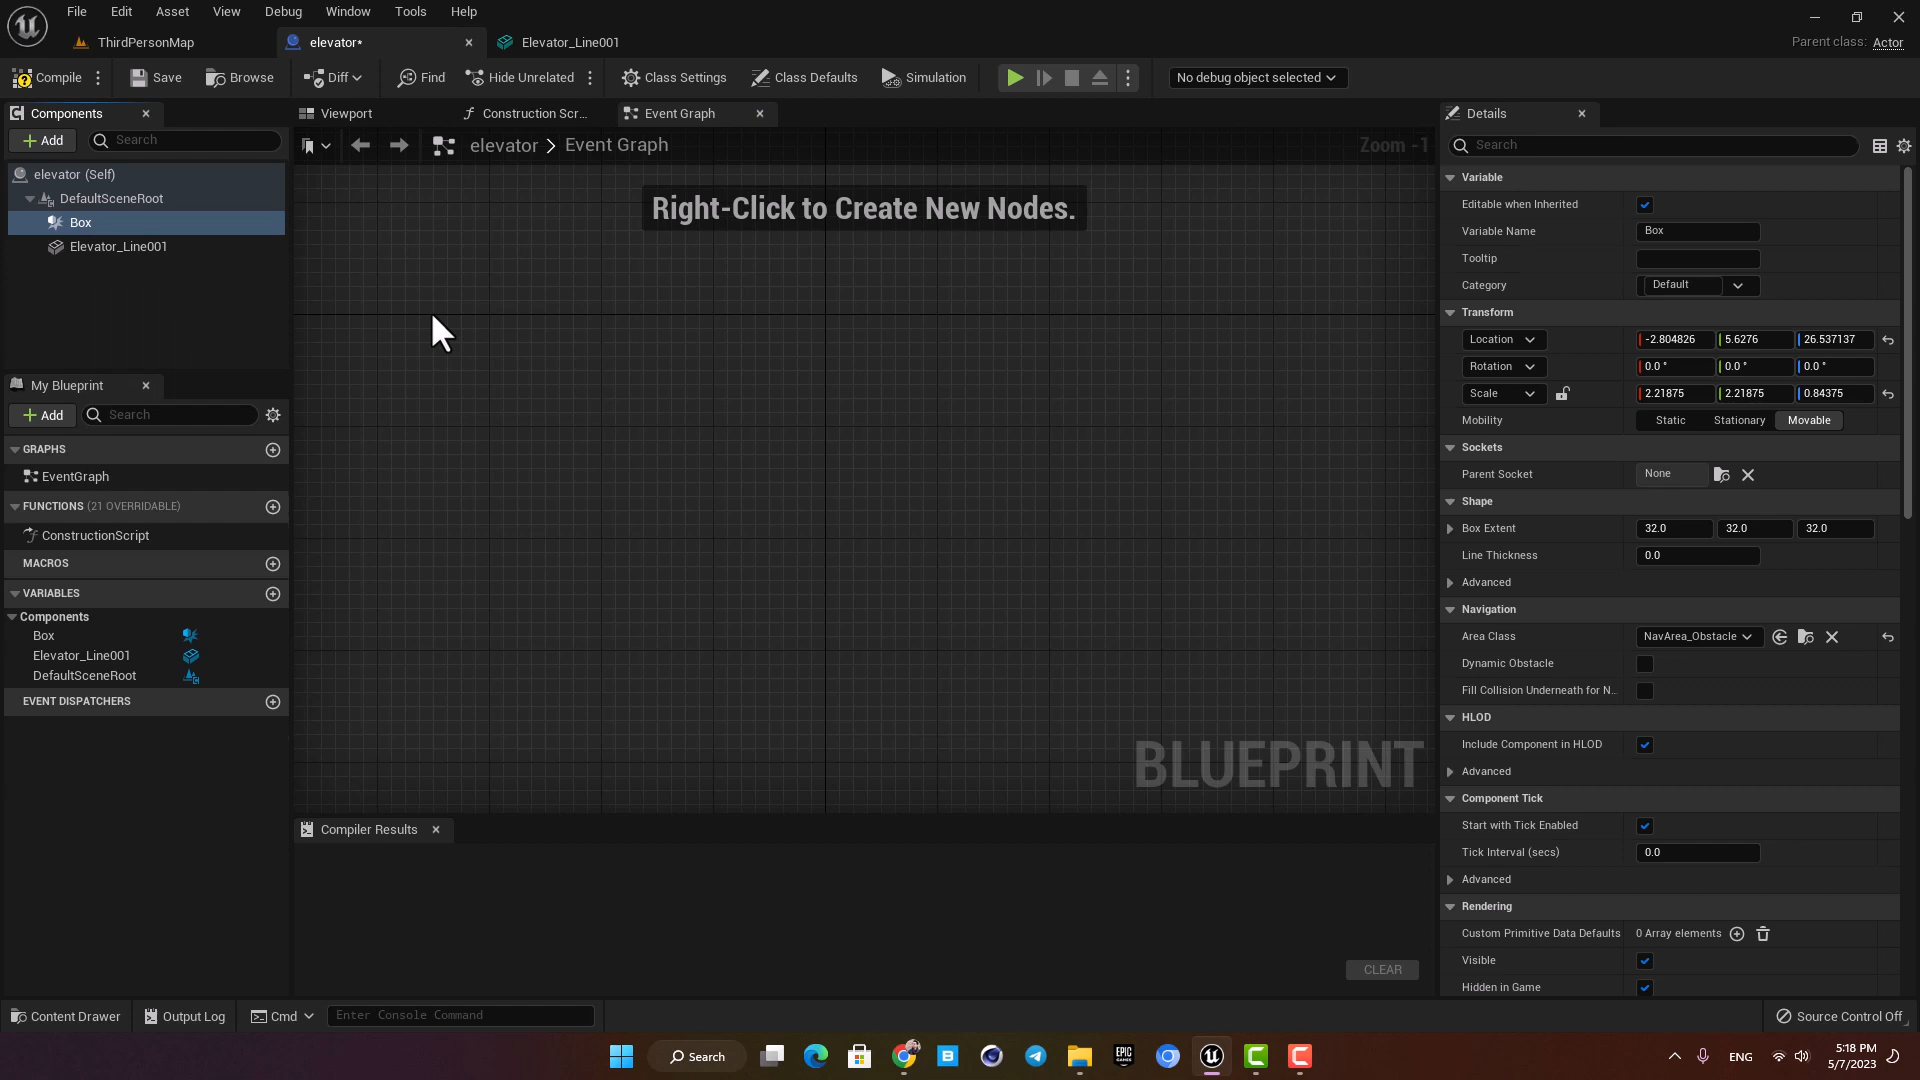 File Edit Asset View Debug Window Tools Help
ThirdPersonMap elevator* Elevator_Line001 Parent class: Actor
Compile Save Browse Diff Find Hide Unrelated Class Settings Class Defaults Simulation No debug object selected
Components
Add Search
elevator (Self)
DefaultSceneRoot
Box
Elevator_Line001
My Blueprint
Add Search
GRAPHS
EventGraph
FUNCTIONS (21 OVERRIDABLE)
ConstructionScript
MACROS
VARIABLES
Components
Box
Elevator_Line001
DefaultSceneRoot
EVENT DISPATCHERS
Viewport Construction Scr... Event Graph
elevator > Event Graph Zoom -1
Right-Click to Create New Nodes.
BLUEPRINT
Compiler Results
CLEAR
Details
Search
Variable
Editable when Inherited
Variable Name Box
Tooltip
Category Default
Transform
Location -2.804826 5.6276 26.537137
Rotation 0.0 ° 0.0 ° 0.0 °
Scale 2.21875 2.21875 0.84375
Mobility Static Stationary Movable
Sockets
Parent Socket None
Shape
Box Extent 32.0 32.0 32.0
Line Thickness 0.0
Advanced
Navigation
Area Class NavArea_Obstacle
Dynamic Obstacle
Fill Collision Underneath for N...
HLOD
Include Component in HLOD
Advanced
Component Tick
Start with Tick Enabled
Tick Interval (secs) 0.0
Advanced
Rendering
Custom Primitive Data Defaults 0 Array elements
Visible
Hidden in Game
Content Drawer Output Log Cmd Enter Console Command Source Control Off
Search EPIC GAMES ENG 5:18 PM
5/7/2023